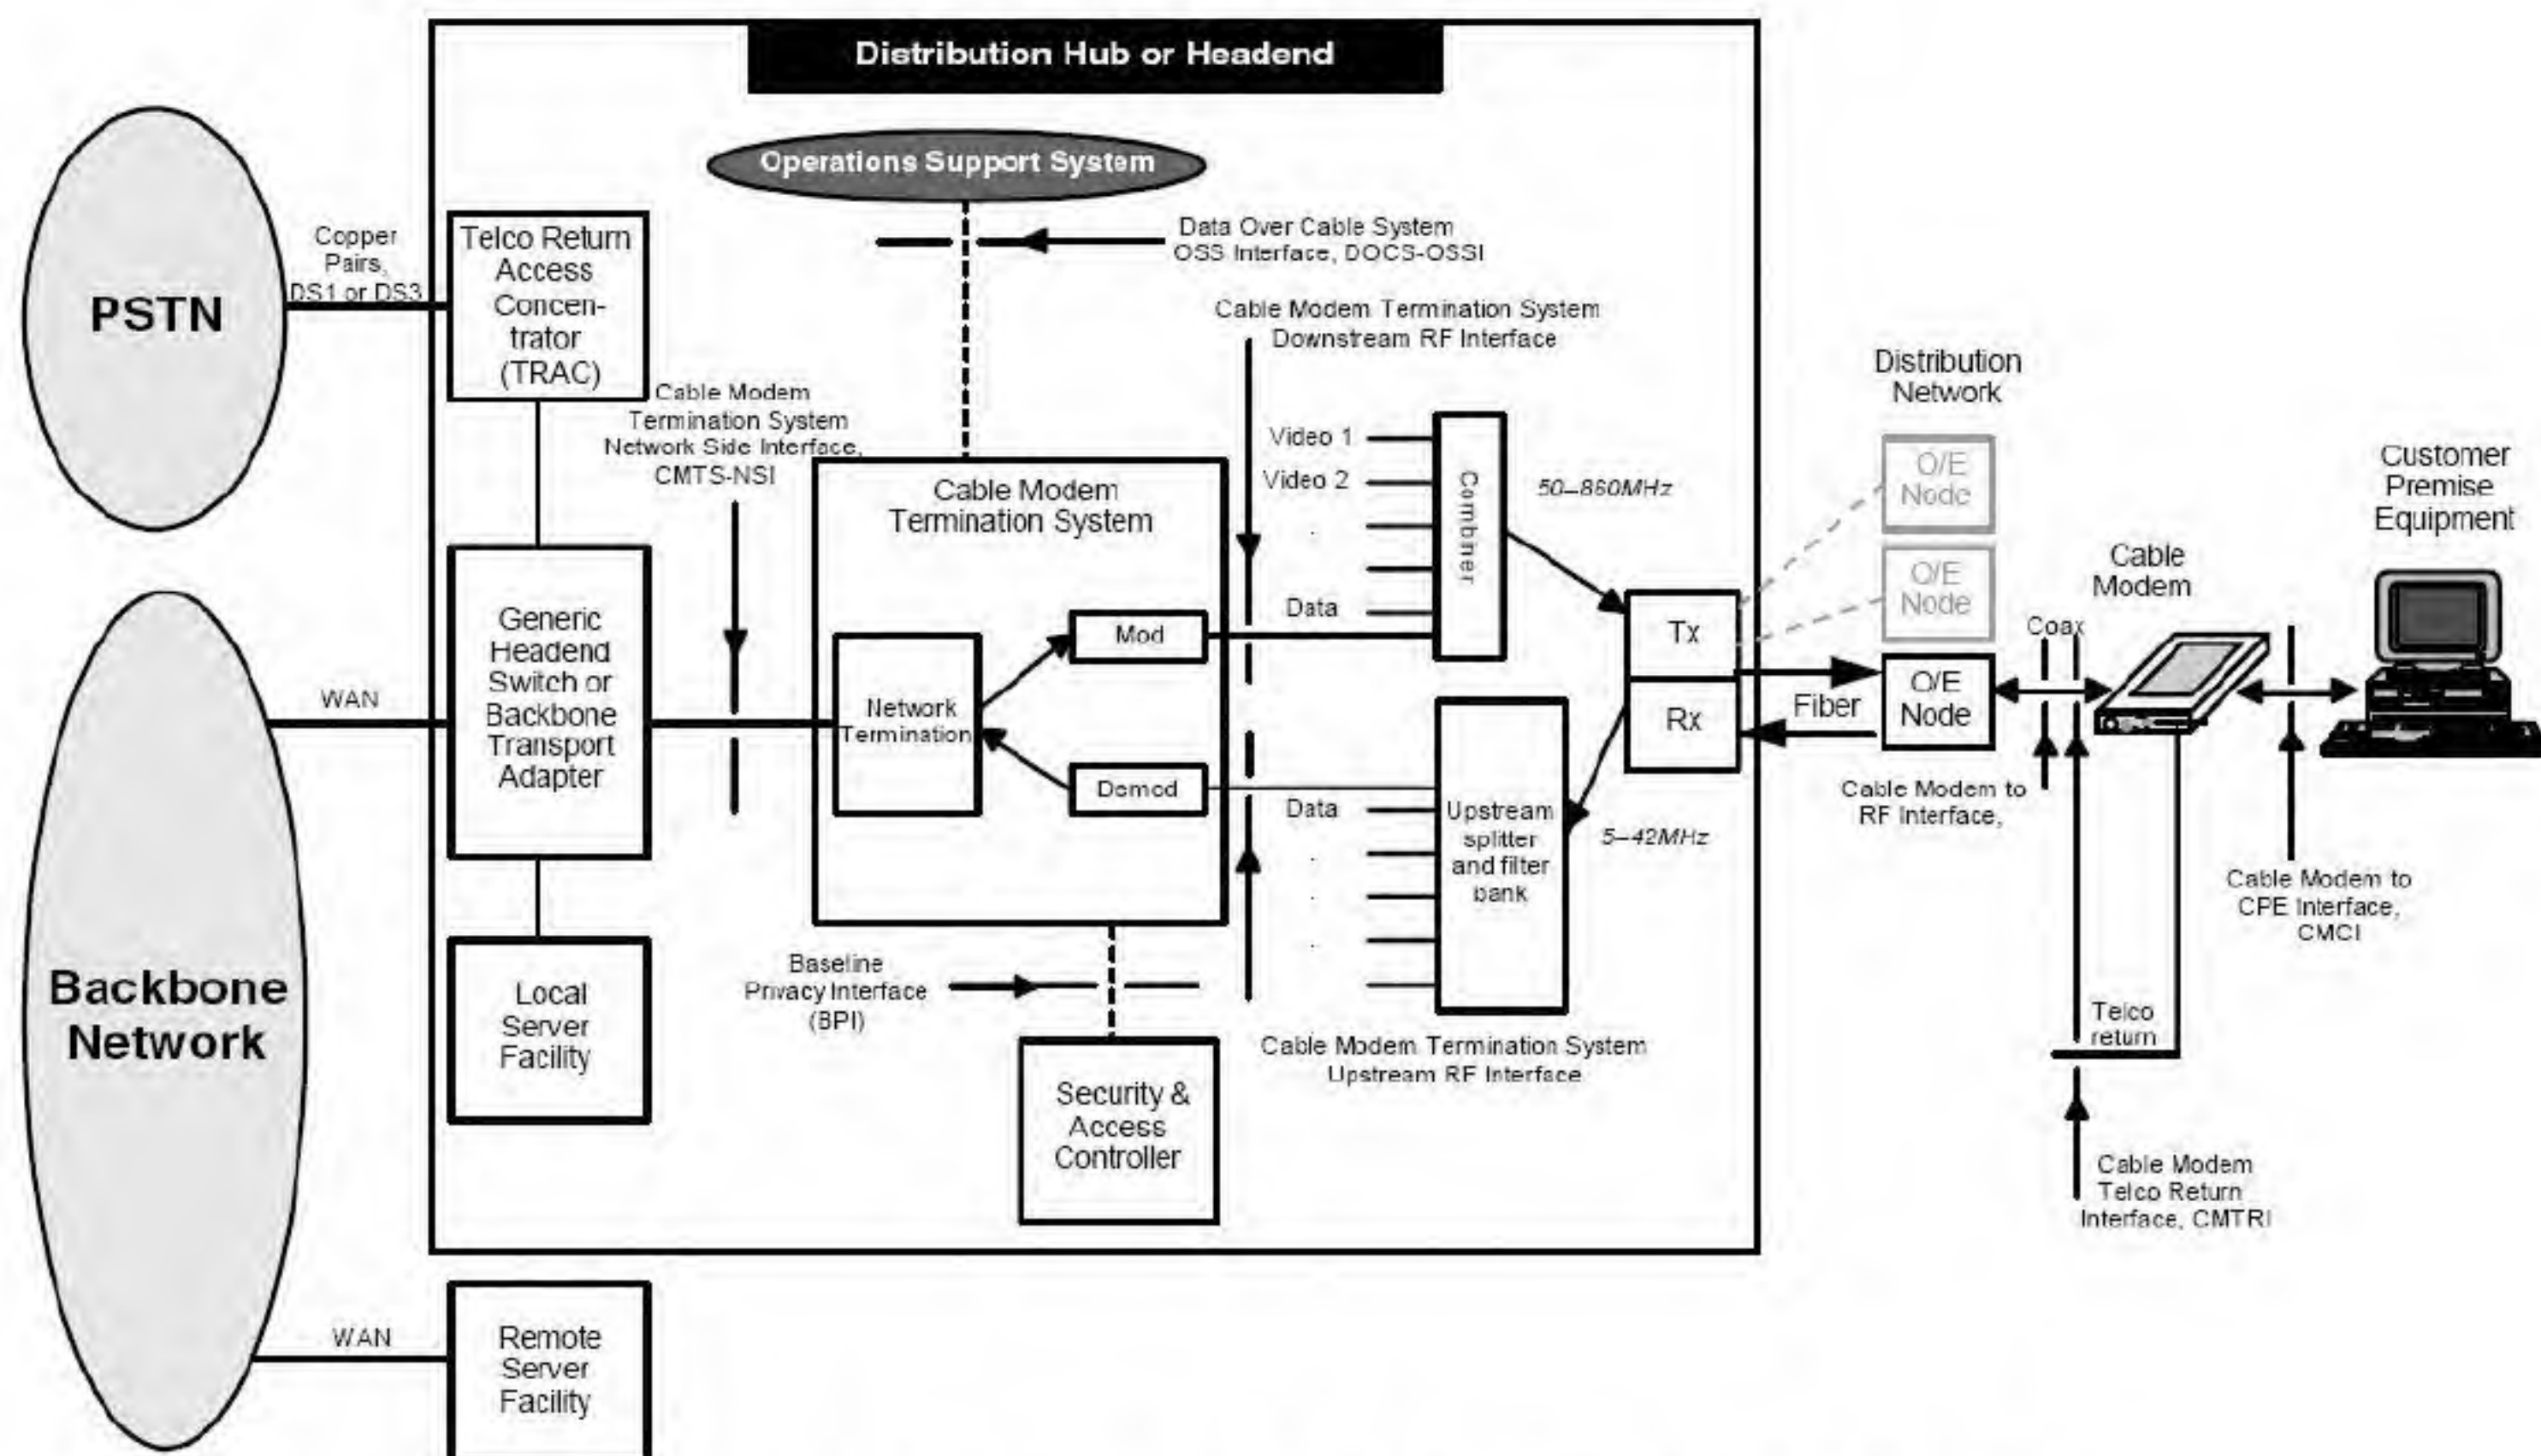 Distribution Hub or Headend
Operations Support System
Data Over Cable System
OSS Interface, DOCS-OSSI
PSTN
Copper
Pairs,
DS1 or DS3
Telco Return
Access
Concen-
trator
(TRAC)
Cable Modem
Termination System
Network Side Interface,
CMTS-NSI
Cable Modem Termination System
Downstream RF Interface
Video 1
Video 2
.
Data
Combiner
50–860MHz
Distribution
Network
O/E
Node
O/E
Node
O/E
Node
Customer
Premise
Equipment
Cable
Modem
Coax
Cable Modem
Termination System
Mod
Network
Termination
Demod
Generic
Headend
Switch or
Backbone
Transport
Adapter
WAN
Tx
Rx
Fiber
Data
.
.
.
Upstream
splitter
and filter
bank
5–42MHz
Cable Modem to
RF Interface,
Cable Modem to
CPE Interface,
CMCI
Backbone
Network
Local
Server
Facility
Baseline
Privacy Interface
(BPI)
Security &
Access
Controller
Cable Modem Termination System
Upstream RF Interface
Telco
return
Cable Modem
Telco Return
Interface, CMTRI
WAN
Remote
Server
Facility